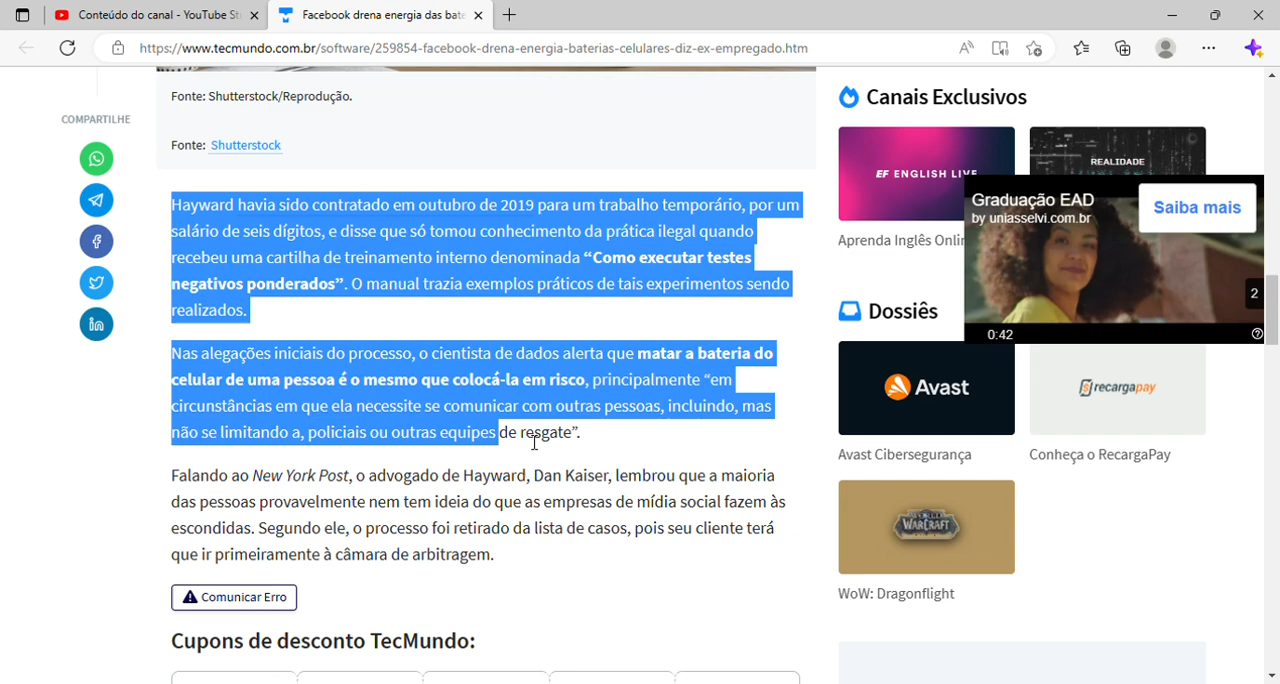 Conteúdo do canal - YouTube St
Facebook drena energia das bate
https://www.tecmundo.com.br/software/259854-facebook-drena-energia-baterias-celulares-diz-ex-empregado.htm
COMPARTILHE
Fonte: Shutterstock/Reprodução.
Fonte: Shutterstock
Hayward havia sido contratado em outubro de 2019 para um trabalho temporário, por um
salário de seis dígitos, e disse que só tomou conhecimento da prática ilegal quando
recebeu uma cartilha de treinamento interno denominada “Como executar testes
negativos ponderados”. O manual trazia exemplos práticos de tais experimentos sendo
realizados.
Nas alegações iniciais do processo, o cientista de dados alerta que matar a bateria do
celular de uma pessoa é o mesmo que colocá-la em risco, principalmente “em
circunstâncias em que ela necessite se comunicar com outras pessoas, incluindo, mas
não se limitando a, policiais ou outras equipes de resgate”.
Falando ao New York Post, o advogado de Hayward, Dan Kaiser, lembrou que a maioria
das pessoas provavelmente nem tem ideia do que as empresas de mídia social fazem às
escondidas. Segundo ele, o processo foi retirado da lista de casos, pois seu cliente terá
que ir primeiramente à câmara de arbitragem.
Comunicar Erro
Cupons de desconto TecMundo:
Canais Exclusivos
EF ENGLISH LIVE
REALIDADE
Aprenda Inglês Onlin
Graduação EAD
by uniasselvi.com.br
Saiba mais
2
0:42
Dossiês
Avast
recargapay
Avast Cibersegurança
Conheça o RecargaPay
WARCRAFT
WoW: Dragonflight